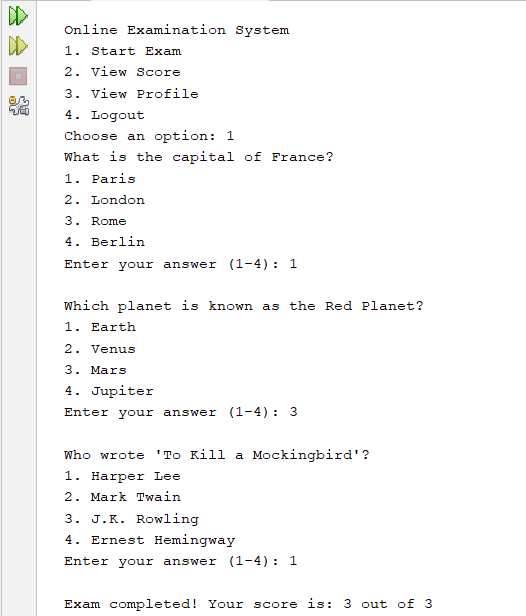 Online Examination System
1. Start Exam
2. View Score
3. View Profile
4. Logout
Choose an option: 1
What is the capital of France?
1. Paris
2. London
3. Rome
4. Berlin
Enter your answer (1-4): 1
Which planet is known as the Red Planet?
1. Earth
2. Venus
3. Mars
4. Jupiter
Enter your answer (1-4): 3
Who wrote 'To Kill a Mockingbird'?
1. Harper Lee
2. Mark Twain
3. J.K. Rowling
4. Ernest Hemingway
Enter your answer (1-4): 1
Exam completed! Your score is: 3 out of 3